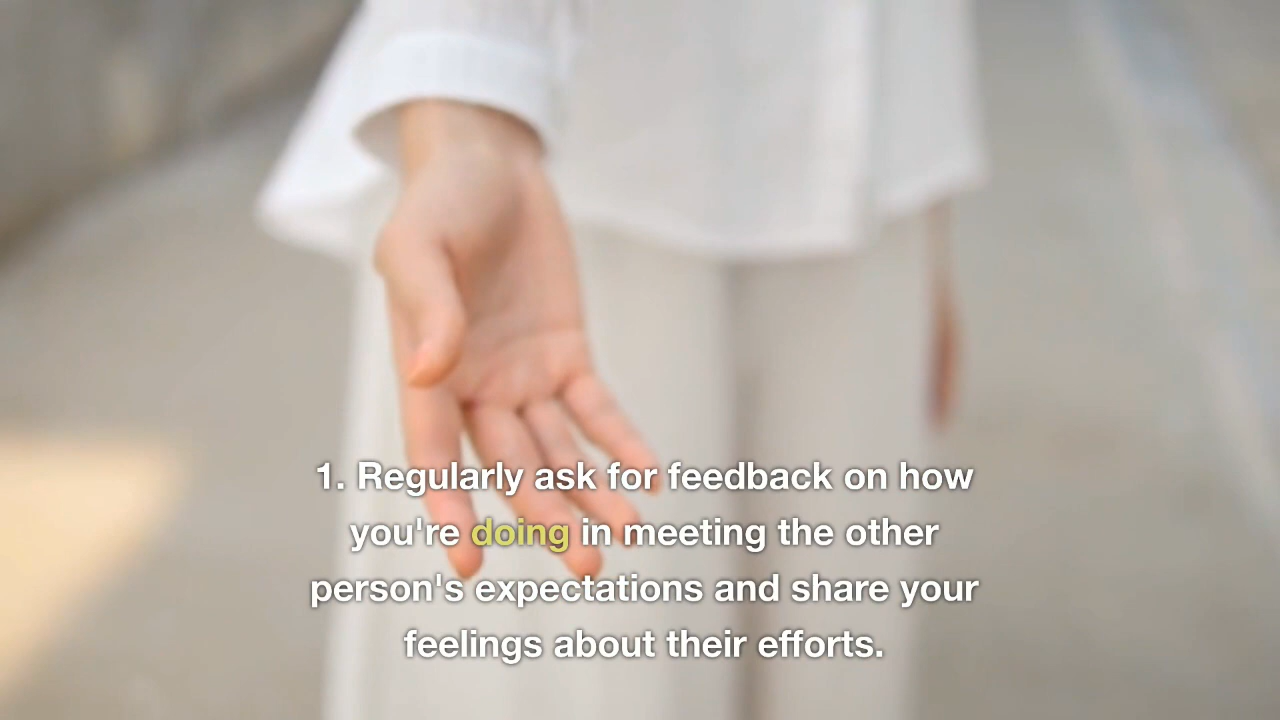 1. Regularly ask for feedback on how
you're doing in meeting the other
person's expectations and share your
feelings about their efforts.